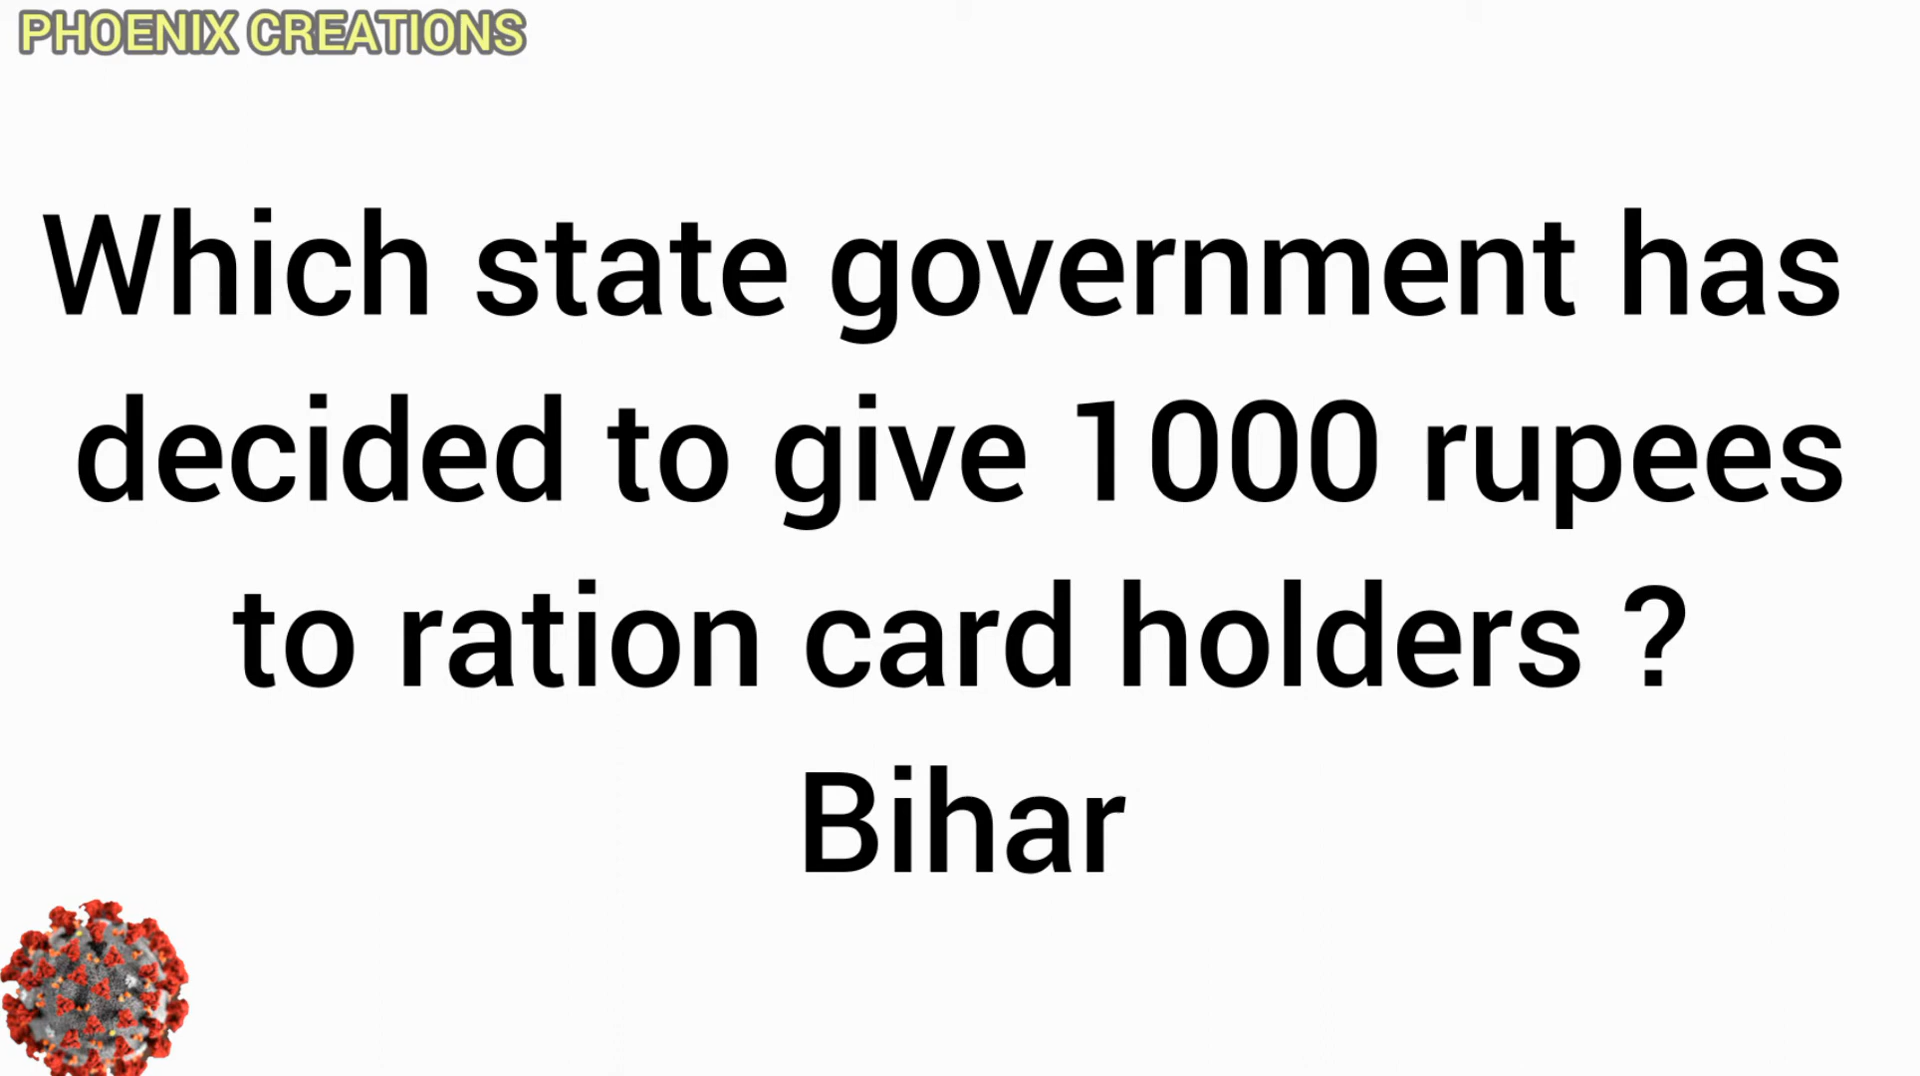 PHOENIX CREATIONS
Which state government has
decided to give 1000 rupees
to ration card holders ?
Bihar